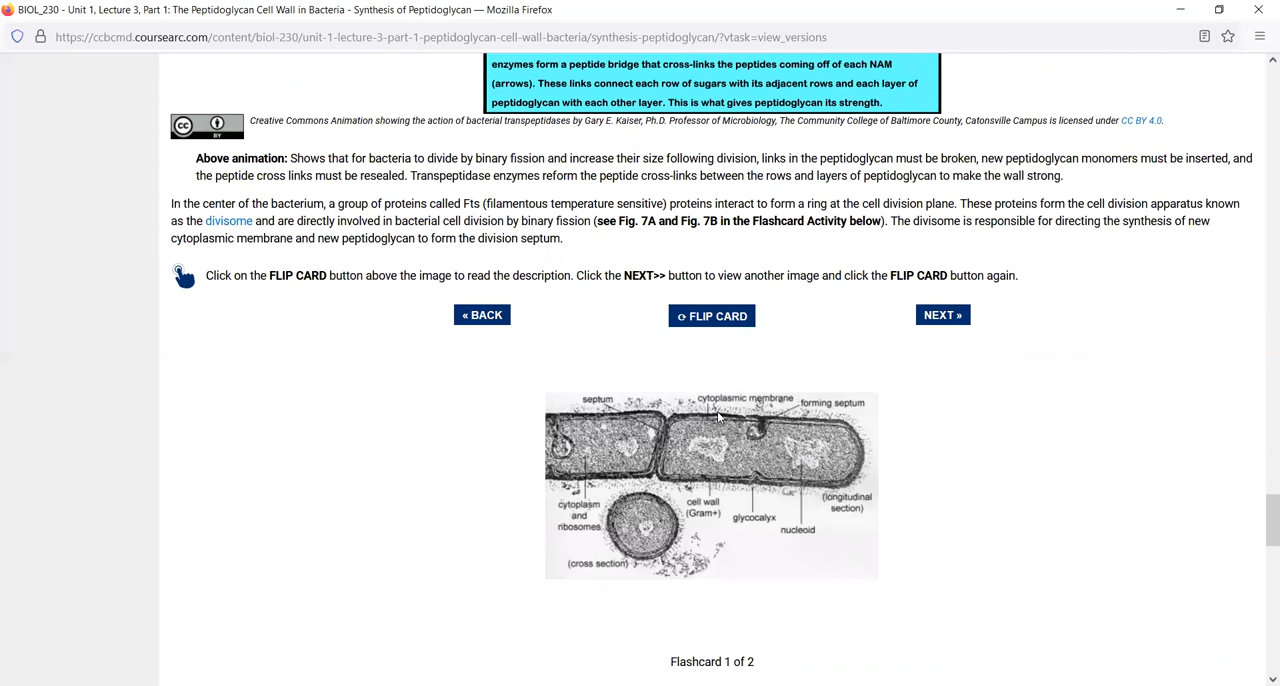 BIOL_230 - Unit 1, Lecture 3, Part 1: The Peptidoglycan Cell Wall in Bacteria - Synthesis of Peptidoglycan — Mozilla Firefox
https://ccbcmd.coursearc.com/content/biol-230/unit-1-lecture-3-part-1-peptidoglycan-cell-wall-bacteria/synthesis-peptidoglycan/?vtask=view_versions
enzymes form a peptide bridge that cross-links the peptides coming off of each NAM
(arrows). These links connect each row of sugars with its adjacent rows and each layer of
peptidoglycan with each other layer. This is what gives peptidoglycan its strength.
CC BY
Creative Commons Animation showing the action of bacterial transpeptidases by Gary E. Kaiser, Ph.D. Professor of Microbiology, The Community College of Baltimore County, Catonsville Campus is licensed under CC BY 4.0.
Above animation: Shows that for bacteria to divide by binary fission and increase their size following division, links in the peptidoglycan must be broken, new peptidoglycan monomers must be inserted, and
the peptide cross links must be resealed. Transpeptidase enzymes reform the peptide cross-links between the rows and layers of peptidoglycan to make the wall strong.
In the center of the bacterium, a group of proteins called Fts (filamentous temperature sensitive) proteins interact to form a ring at the cell division plane. These proteins form the cell division apparatus known
as the divisome and are directly involved in bacterial cell division by binary fission (see Fig. 7A and Fig. 7B in the Flashcard Activity below). The divisome is responsible for directing the synthesis of new
cytoplasmic membrane and new peptidoglycan to form the division septum.
Click on the FLIP CARD button above the image to read the description. Click the NEXT>> button to view another image and click the FLIP CARD button again.
« BACK
FLIP CARD
NEXT »
septum
cytoplasmic membrane
forming septum
cytoplasm
and
ribosomes
cell wall
(Gram+)
glycocalyx
nucleoid
(longitudinal
section)
(cross section)
Flashcard 1 of 2